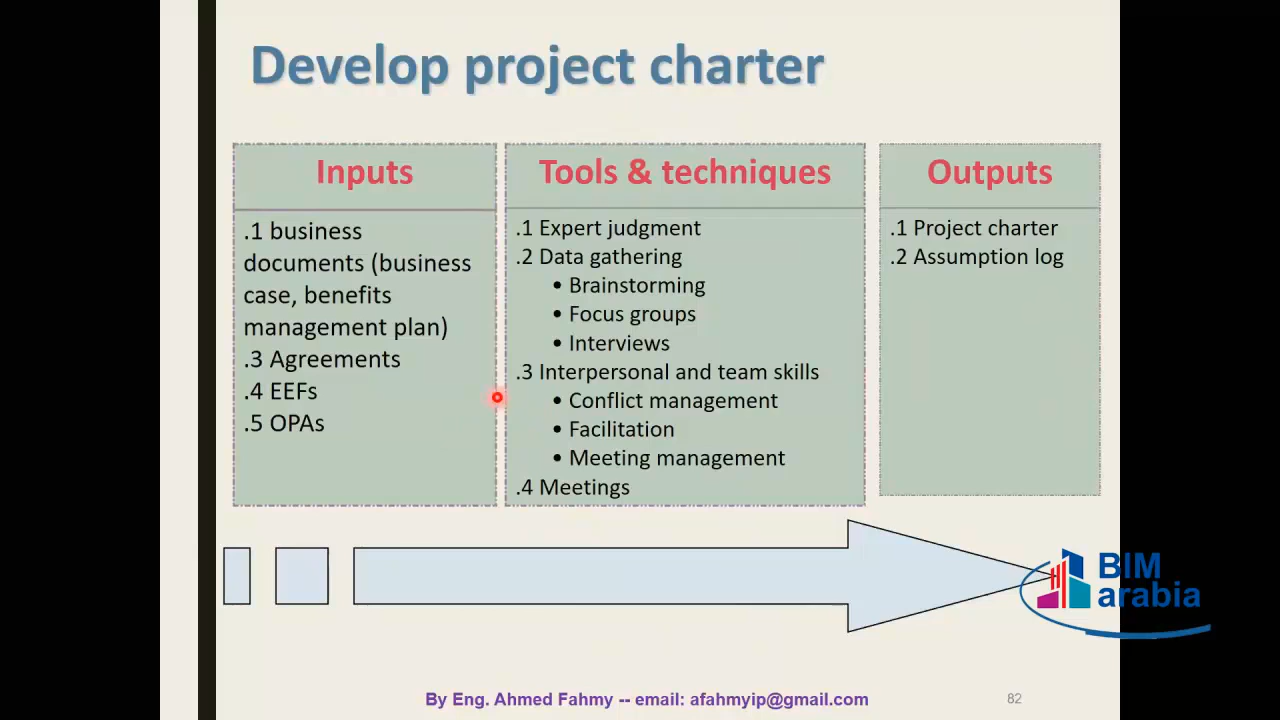 Develop project charter
Inputs
.1 business
documents (business
case, benefits
management plan)
.3 Agreements
.4 EEFs
.5 OPAs
Tools & techniques
.1 Expert judgment
.2 Data gathering
• Brainstorming
• Focus groups
• Interviews
.3 Interpersonal and team skills
• Conflict management
• Facilitation
• Meeting management
.4 Meetings
Outputs
.1 Project charter
.2 Assumption log
BIM
arabia
By Eng. Ahmed Fahmy -- email: afahmyip@gmail.com
82